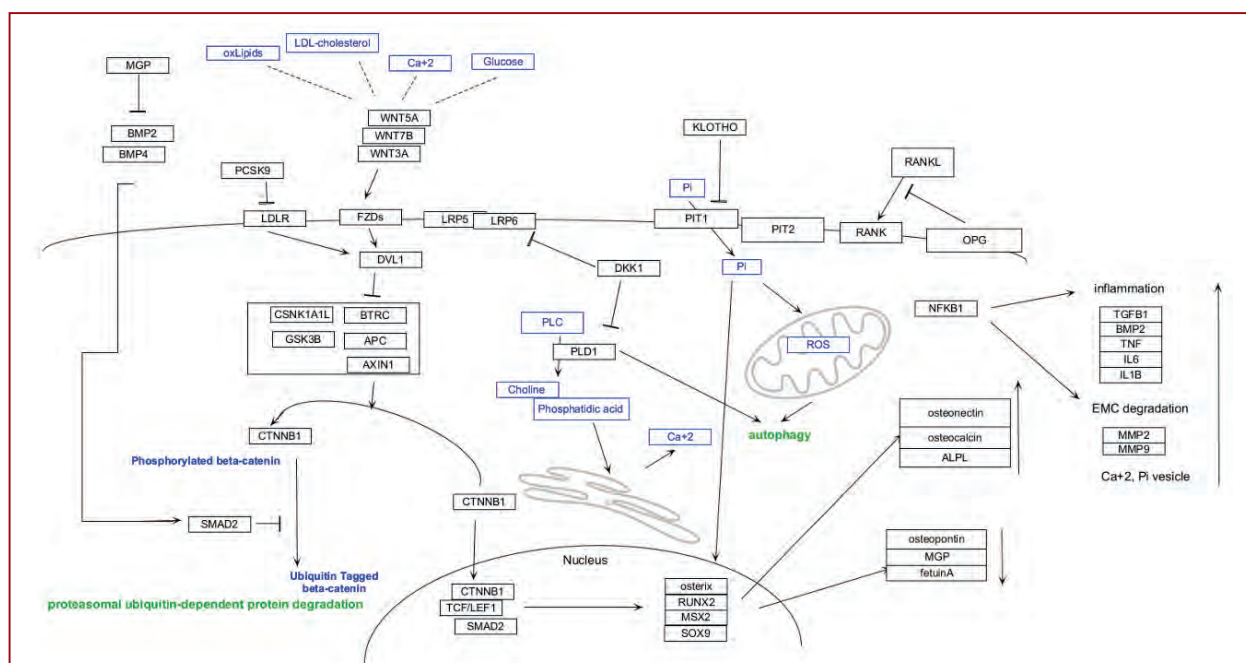 oxLipids
LDL-cholesterol
Ca+2
Glucose
MGP
BMP2
BMP4
WNT5A
WNT7B
WNT3A
PCSK9
LDLR
FZDs
LRP5
LRP6
DVL1
KLOTHO
Pi
PIT1
PIT2
RANKL
RANK
OPG
DKK1
Pi
CSNK1A1L
BTRC
GSK3B
APC
AXIN1
PLC
PLD1
Choline
Phosphatidic acid
ROS
autophagy
Ca+2
NFKB1
inflammation
TGFB1
BMP2
TNF
IL6
IL1B
EMC degradation
MMP2
MMP9
Ca+2, Pi vesicle
osteonectin
osteocalcin
ALPL
CTNNB1
Phosphorylated beta-catenin
CTNNB1
SMAD2
Ubiquitin Tagged
beta-catenin
proteasomal ubiquitin-dependent protein degradation
Nucleus
CTNNB1
TCF/LEF1
SMAD2
osterix
RUNX2
MSX2
SOX9
osteopontin
MGP
fetuinA